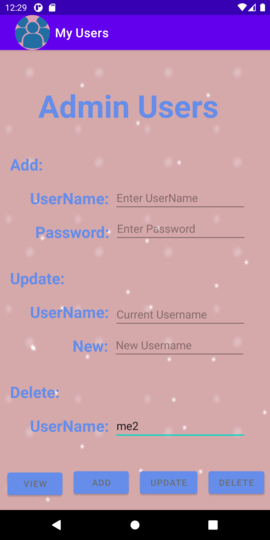 12:29
My Users
Admin Users
Add:
UserName: Enter UserName
Password: Enter Password
Update:
UserName: Current Username
New: New Username
Delete:
UserName: me2
VIEW ADD UPDATE DELETE